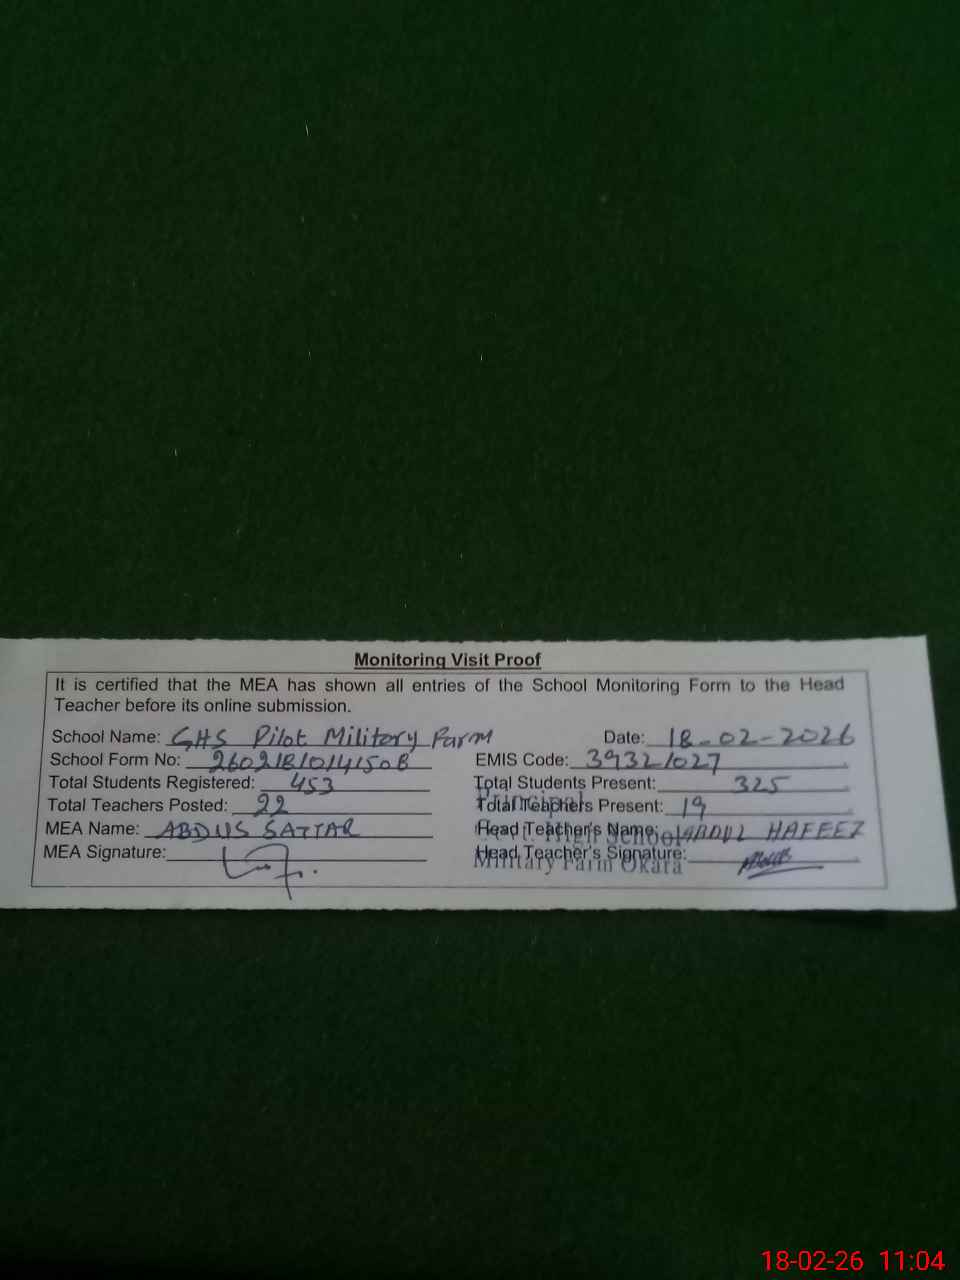 Monitoring Visit Proof
It is certified that the MEA has shown all entries of the School Monitoring Form to the Head
Teacher before its online submission.
School Name: GHS Pilot Military Farm Date: 18-02-2026
School Form No: EMIS Code: 39321027
Total Students Registered: 453 Total Students Present: 325
Total Teachers Posted: 22 Total Teachers Present: 19
Principal
MEA Name: ABDUS SATTAR Head Teacher's Name: ABDUL HAFEEZ
High School
MEA Signature: Head Teacher's Signature:
Military Farm Okara
18-02-26 11:04